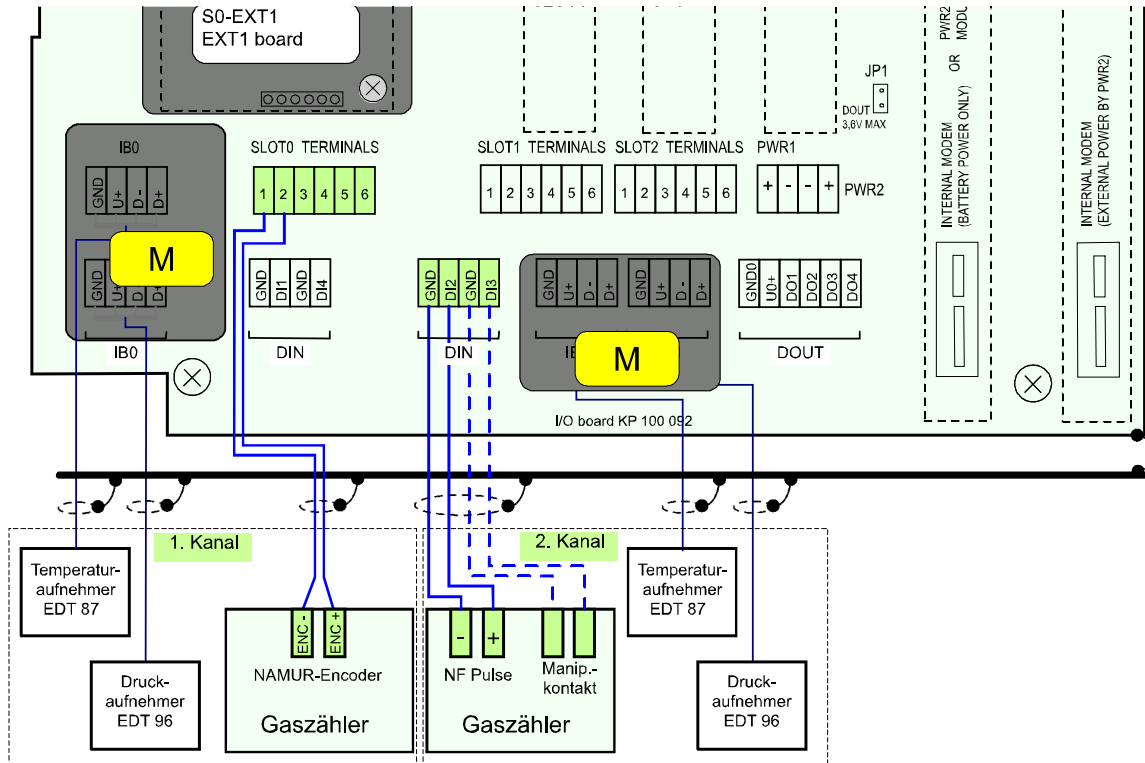 S0-EXT1
EXT1 board
JP1
DOUT
3,6V MAX
PWR2
MODU
INTERNAL MODEM
(BATTERY POWER ONLY) OR
INTERNAL MODEM
(EXTERNAL POWER BY PWR2)
IB0
SLOT0 TERMINALS
SLOT1 TERMINALS
SLOT2 TERMINALS
PWR1
GND U+ D- D+
1 2 3 4 5 6
1 2 3 4 5 6
1 2 3 4 5 6
+ - - +
PWR2
M
GND U+ D- D+
GND DI1 GND DI4
GND DI2 GND DI3
GND U+ D- D+
GND U+ D- D+
GND0 U0+ DO1 DO2 DO3 DO4
IB0
DIN
DIN
M
DOUT
I/O board KP 100 092
1. Kanal
2. Kanal
Temperatur-
aufnehmer
EDT 87
Druck-
aufnehmer
EDT 96
ENC -
ENC +
NAMUR-Encoder
Gaszähler
-
+
NF Pulse
Manip.-
kontakt
Gaszähler
Temperatur-
aufnehmer
EDT 87
Druck-
aufnehmer
EDT 96